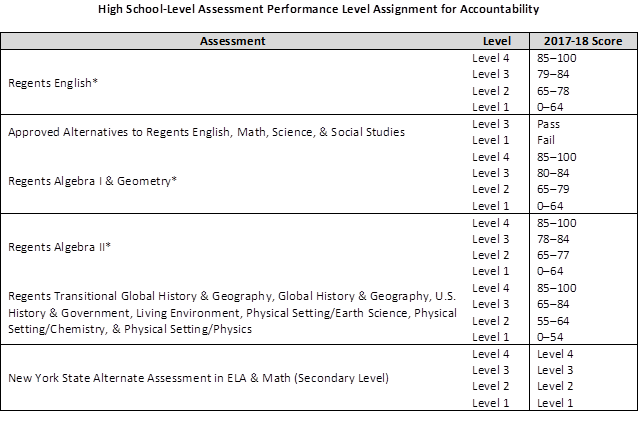 High School-Level Assessment Performance Level Assignment for Accountability
Assessment Level 2017-18 Score
Regents English*
Level 4 85–100
Level 3 79–84
Level 2 65–78
Level 1 0–64
Approved Alternatives to Regents English, Math, Science, & Social Studies
Level 3 Pass
Level 1 Fail
Regents Algebra I & Geometry*
Level 4 85–100
Level 3 80–84
Level 2 65–79
Level 1 0–64
Regents Algebra II*
Level 4 85–100
Level 3 78–84
Level 2 65–77
Level 1 0–64
Regents Transitional Global History & Geography, Global History & Geography, U.S.
History & Government, Living Environment, Physical Setting/Earth Science, Physical
Setting/Chemistry, & Physical Setting/Physics
Level 4 85–100
Level 3 65–84
Level 2 55–64
Level 1 0–54
New York State Alternate Assessment in ELA & Math (Secondary Level)
Level 4 Level 4
Level 3 Level 3
Level 2 Level 2
Level 1 Level 1